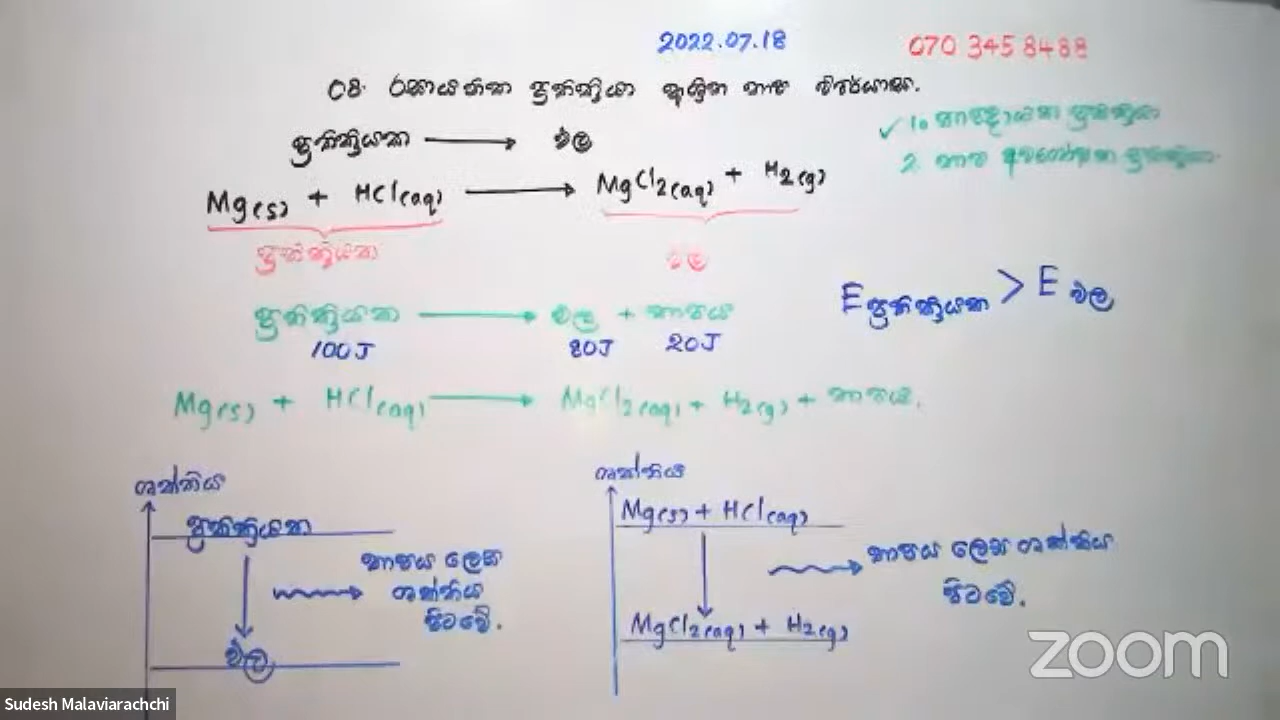 2022.07.18
070 345 8488
08. රසායනික ප්‍රතික්‍රියා ආශ්‍රිත තාප විපර්යාස.
✓ 1. තාපදායක ප්‍රතික්‍රියා
2. තාප අවශෝෂක ප්‍රතික්‍රියා
ප්‍රතික්‍රියක ⟶ ඵල
Mg(s) + HCl(aq) ⟶ MgCl2(aq) + H2(g)
ප්‍රතික්‍රියක ඵල
ප්‍රතික්‍රියක ⟶ ඵල + තාපය
100J 80J 20J
E ප්‍රතික්‍රියක > E ඵල
Mg(s) + HCl(aq) ⟶ MgCl2(aq) + H2(g) + තාපය.
ශක්තිය
ප්‍රතික්‍රියක
තාපය ලෙස
ශක්තිය
පිටවේ.
ඵල
ශක්තිය
Mg(s) + HCl(aq)
තාපය ලෙස ශක්තිය
පිටවේ.
MgCl2(aq) + H2(g)
zoom
Sudesh Malaviarachchi